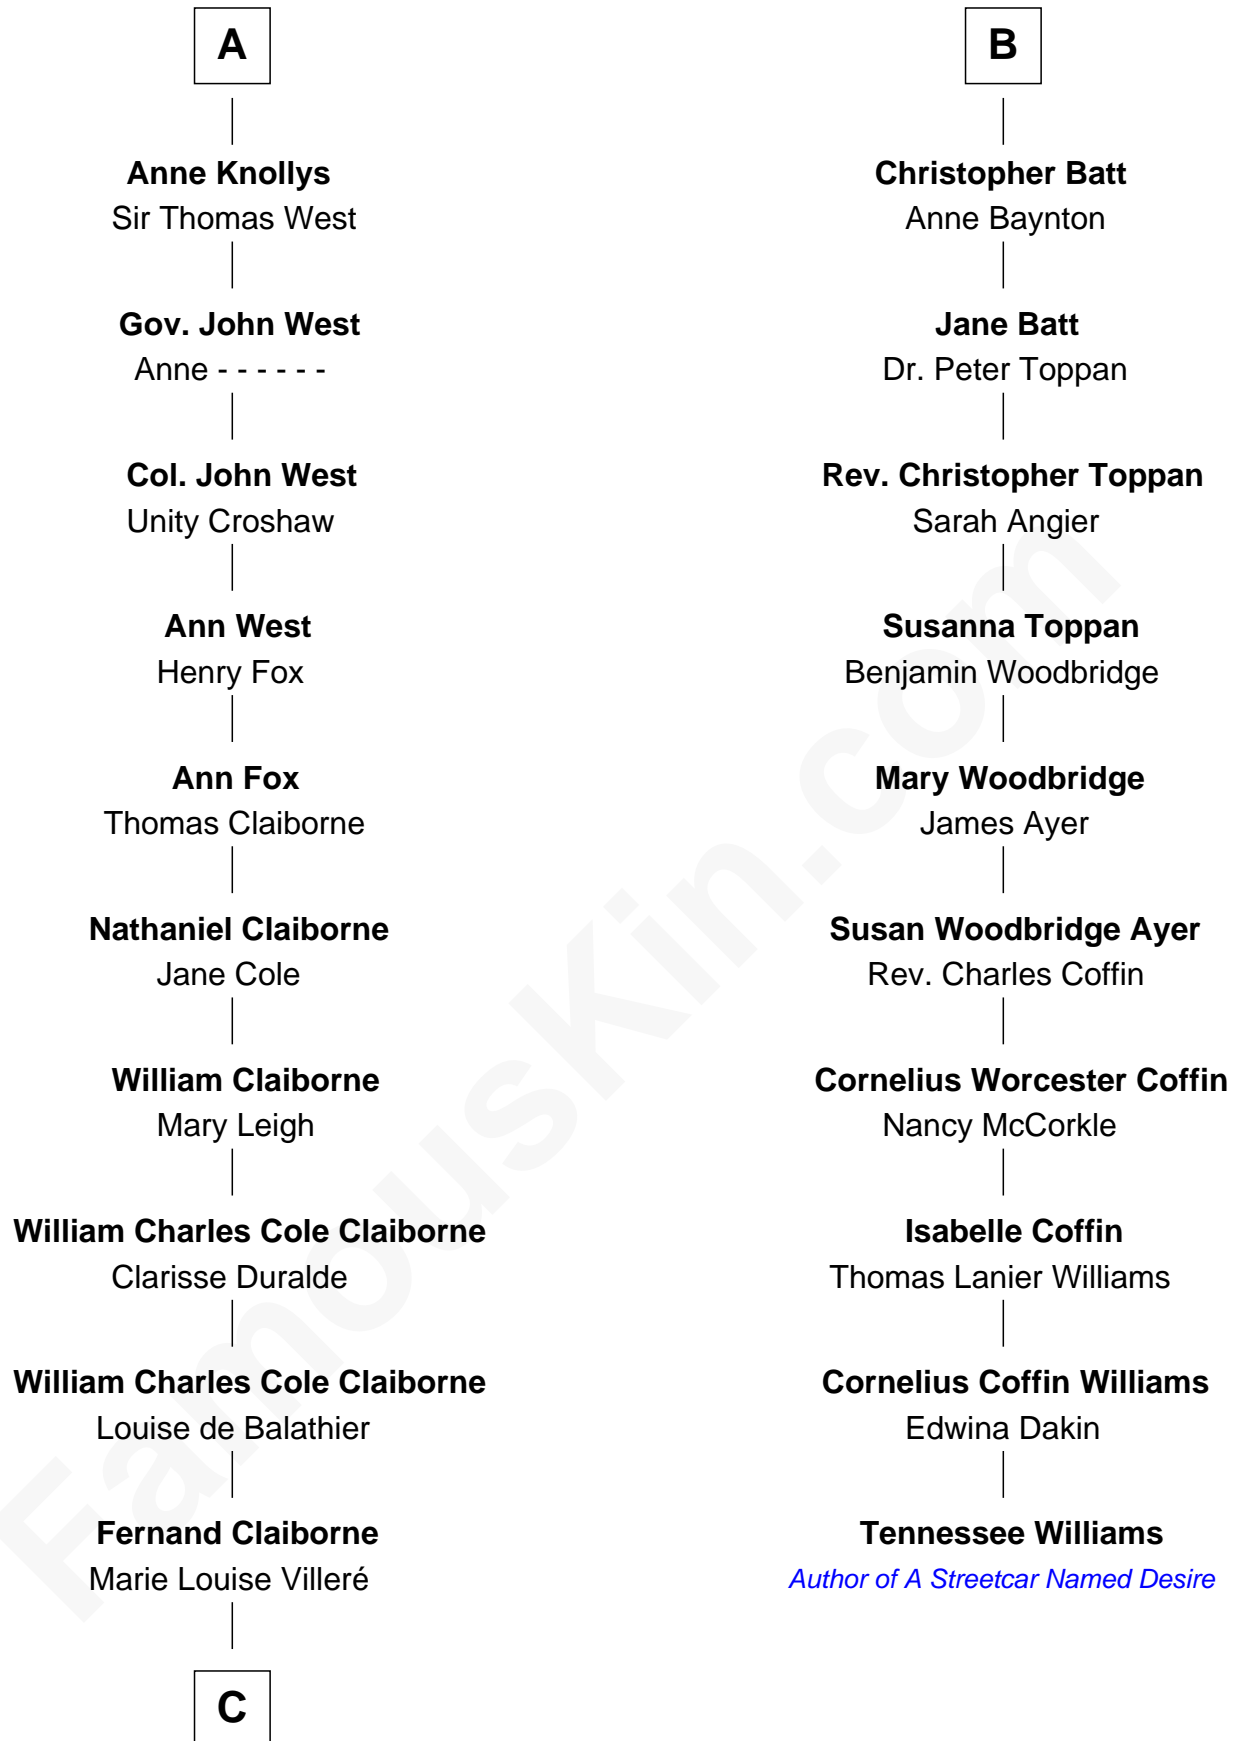 A
Anne Knollys
Sir Thomas West
Gov. John West
Anne - - - - - -
Col. John West
Unity Croshaw
Ann West
Henry Fox
Ann Fox
Thomas Claiborne
Nathaniel Claiborne
Jane Cole
William Claiborne
Mary Leigh
William Charles Cole Claiborne
Clarisse Duralde
William Charles Cole Claiborne
Louise de Balathier
Fernand Claiborne
Marie Louise Villeré
C
B
Christopher Batt
Anne Baynton
Jane Batt
Dr. Peter Toppan
Rev. Christopher Toppan
Sarah Angier
Susanna Toppan
Benjamin Woodbridge
Mary Woodbridge
James Ayer
Susan Woodbridge Ayer
Rev. Charles Coffin
Cornelius Worcester Coffin
Nancy McCorkle
Isabelle Coffin
Thomas Lanier Williams
Cornelius Coffin Williams
Edwina Dakin
Tennessee Williams
Author of A Streetcar Named Desire
FamousKin.com